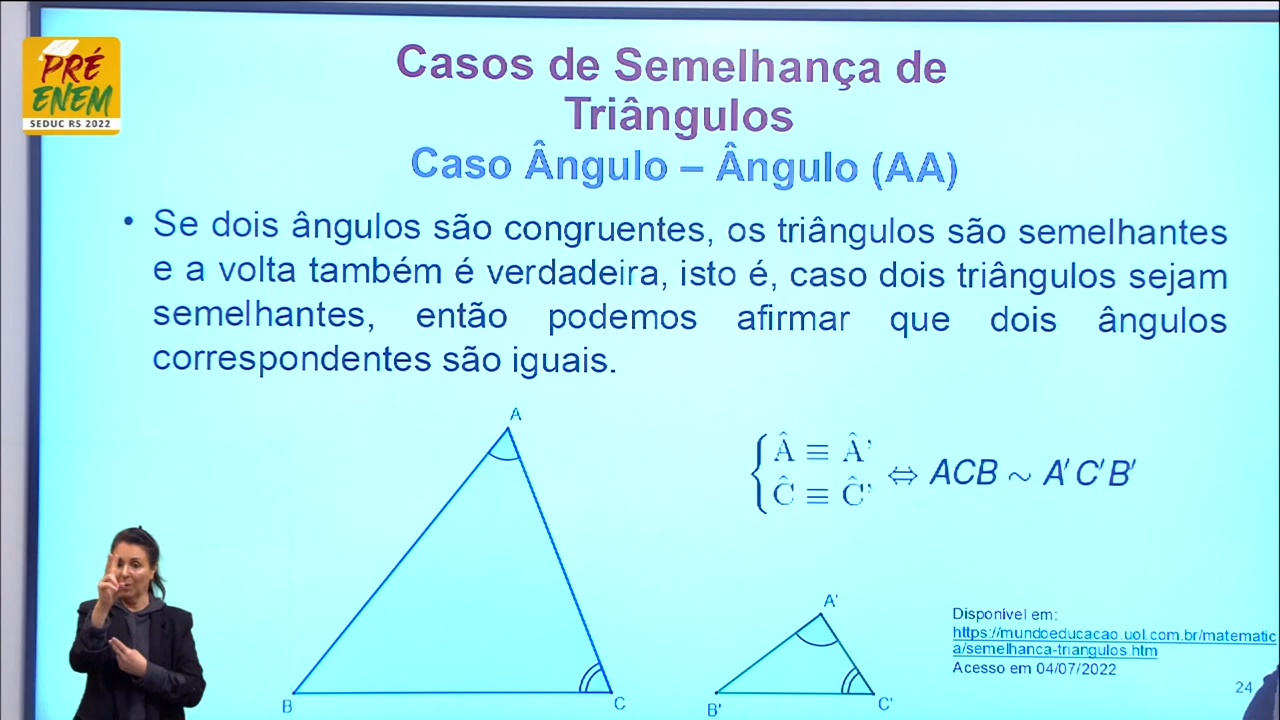 PRÉ
ENEM
SEDUC RS 2022
Casos de Semelhança de
Triângulos
Caso Ângulo – Ângulo (AA)
• Se dois ângulos são congruentes, os triângulos são semelhantes
e a volta também é verdadeira, isto é, caso dois triângulos sejam
semelhantes, então podemos afirmar que dois ângulos
correspondentes são iguais.
A
B
C
Â ≡ Â'
Ĉ ≡ Ĉ'
⇔ ACB ~ A'C'B'
A'
B'
C'
Disponível em:
https://mundoeducacao.uol.com.br/matematic
a/semelhanca-triangulos.htm
Acesso em 04/07/2022
24